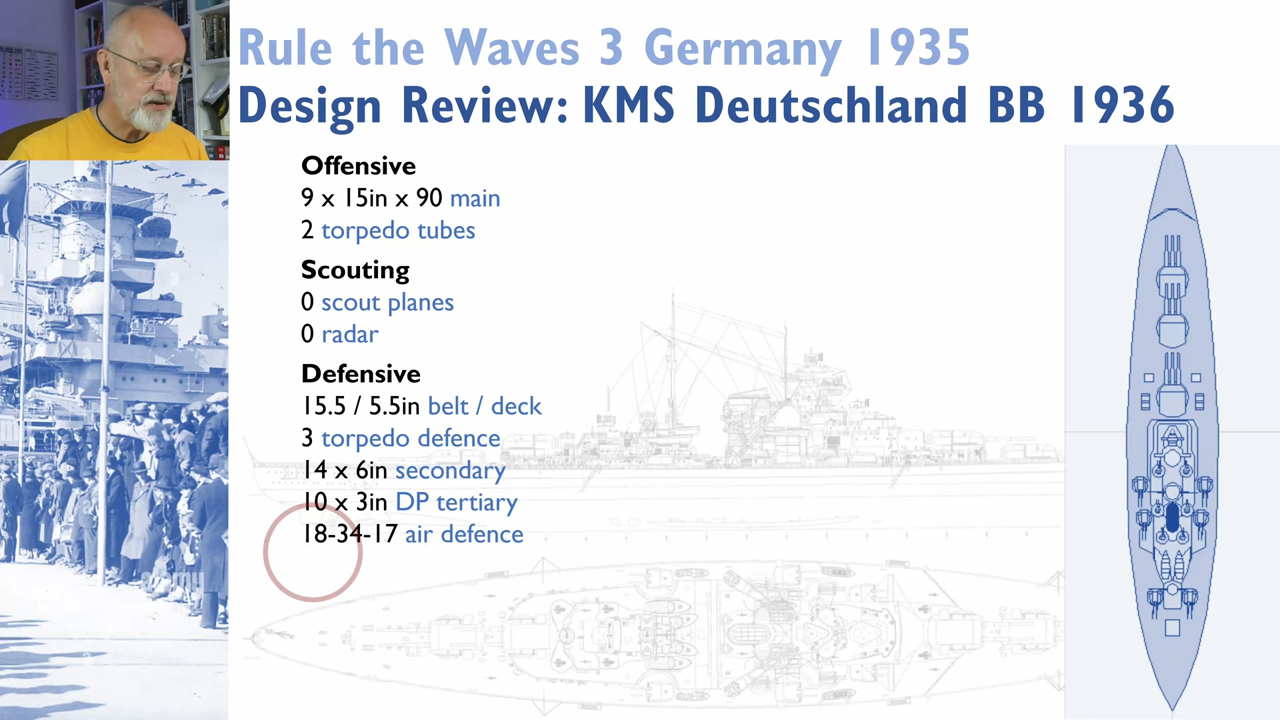 Rule the Waves 3 Germany 1935
Design Review: KMS Deutschland BB 1936
Offensive
9 x 15in x 90 main
2 torpedo tubes
Scouting
0 scout planes
0 radar
Defensive
15.5 / 5.5in belt / deck
3 torpedo defence
14 x 6in secondary
10 x 3in DP tertiary
18-34-17 air defence